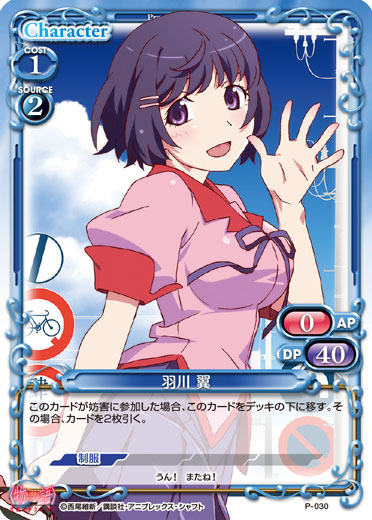 Character
COST
1
SOURCE
2
0 AP
DP 40
羽川 翼
このカードが妨害に参加した場合、このカードをデッキの下に移す。そ
の場合、カードを2枚引く。
制服
うん! またね!
©西尾維新/講談社・アニプレックス・シャフト
P-030